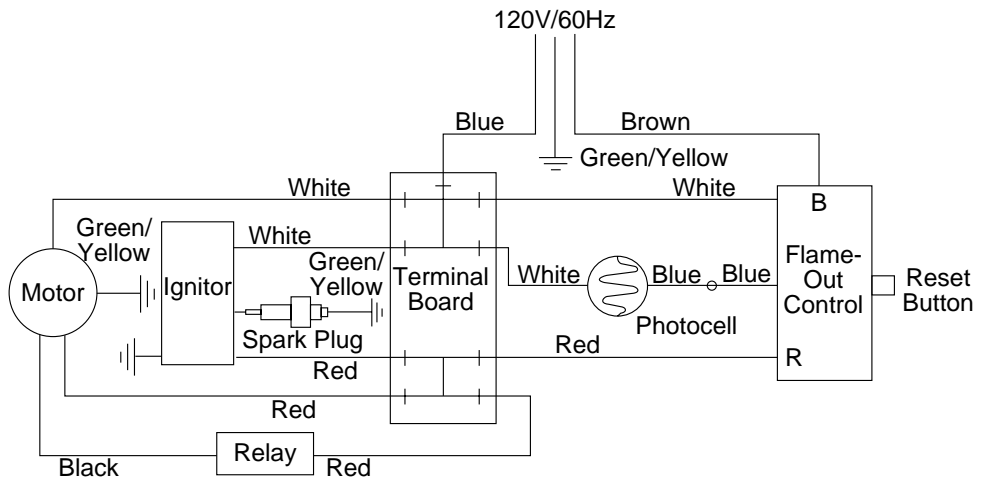 120V/60Hz
Blue
Brown
Green/Yellow
White
White
B
Green/
Yellow
White
Green/
Yellow
Ignitor
Motor
Terminal
Board
White
Blue
Blue
Flame-
Out
Control
Reset
Button
Photocell
Spark Plug
Red
Red
R
Red
Relay
Black
Red